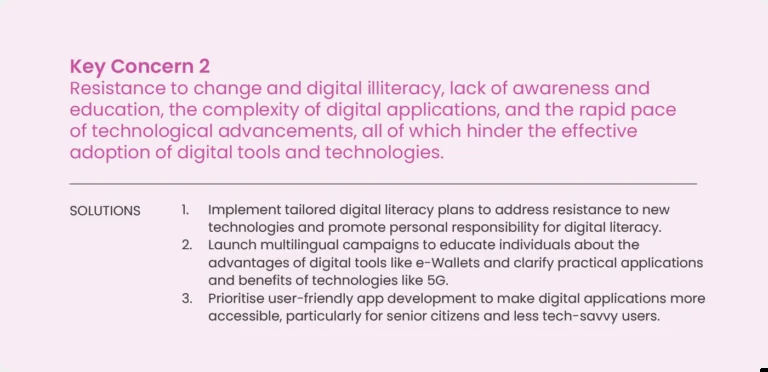 Key Concern 2
Resistance to change and digital illiteracy, lack of awareness and
education, the complexity of digital applications, and the rapid pace
of technological advancements, all of which hinder the effective
adoption of digital tools and technologies.
SOLUTIONS
1. Implement tailored digital literacy plans to address resistance to new
technologies and promote personal responsibility for digital literacy.
2. Launch multilingual campaigns to educate individuals about the
advantages of digital tools like e-Wallets and clarify practical applications
and benefits of technologies like 5G.
3. Prioritise user-friendly app development to make digital applications more
accessible, particularly for senior citizens and less tech-savvy users.